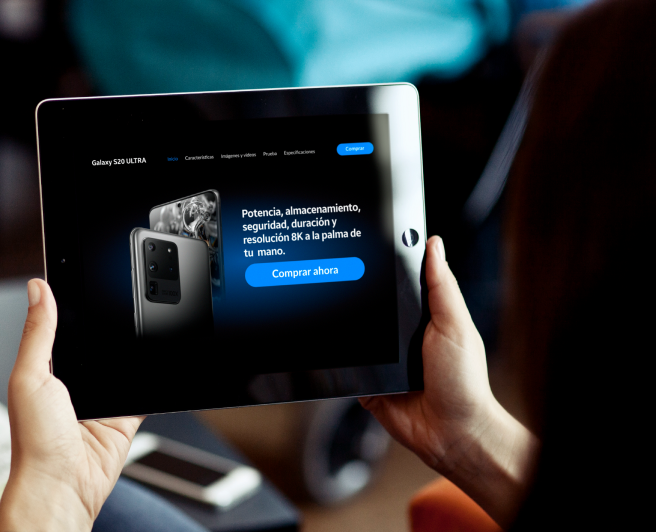 Galaxy S20 ULTRA
Inicio Características Imágenes y videos Prueba Especificaciones Comprar
Potencia, almacenamiento,
seguridad, duración y
resolución 8K a la palma de
tu mano.
Comprar ahora